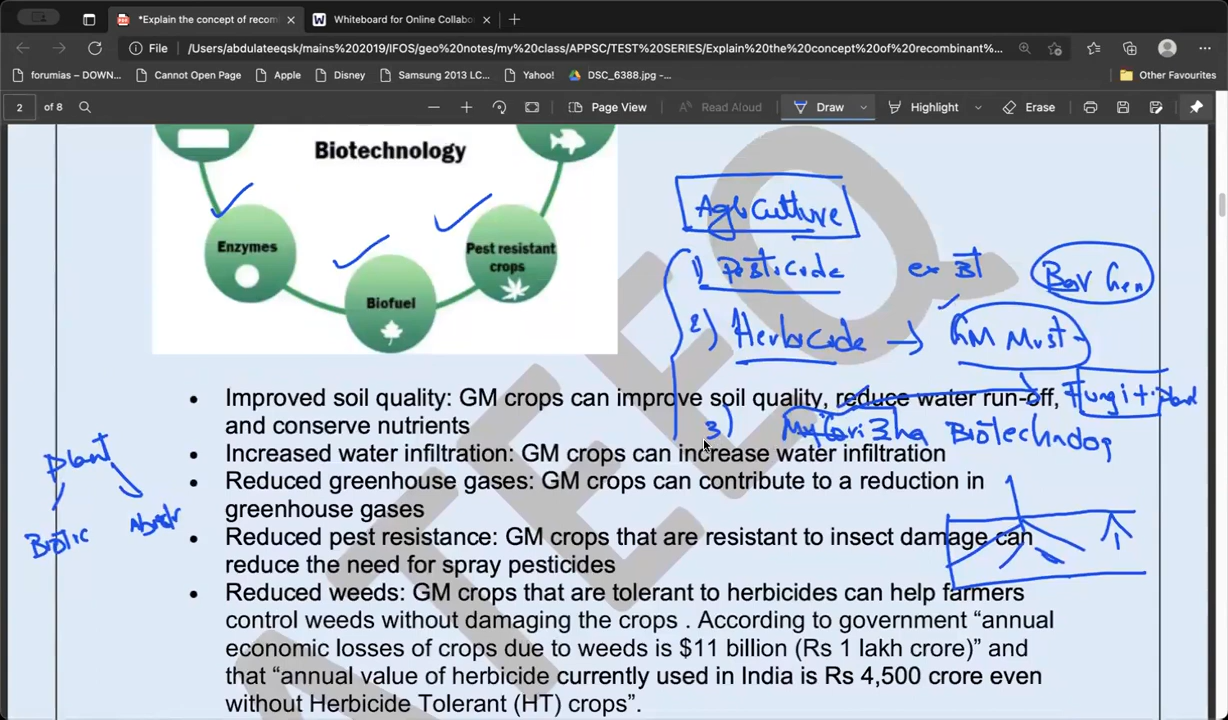 *Explain the concept of recom
Whiteboard for Online Collabo
File
/Users/abdulateeqsk/mains%202019/IFOS/geo%20notes/my%20class/APPSC/TEST%20SERIES/Explain%20the%20concept%20of%20recombinant%...
forumias — DOWN...
Cannot Open Page
Apple
Disney
Samsung 2013 LC...
Yahoo!
DSC_6388.jpg -...
Other Favourites
2 of 8
Page View
Read Aloud
Draw
Highlight
Erase
Biotechnology
Enzymes
Biofuel
Pest resistant
crops
Agriculture
1) Pesticide ex BT
2) Herbicide → GM Must
3) Biotechnology
• Improved soil quality: GM crops can improve soil quality, reduce water run-off,
and conserve nutrients
• Increased water infiltration: GM crops can increase water infiltration
• Reduced greenhouse gases: GM crops can contribute to a reduction in
greenhouse gases
• Reduced pest resistance: GM crops that are resistant to insect damage can
reduce the need for spray pesticides
• Reduced weeds: GM crops that are tolerant to herbicides can help farmers
control weeds without damaging the crops . According to government “annual
economic losses of crops due to weeds is $11 billion (Rs 1 lakh crore)” and
that “annual value of herbicide currently used in India is Rs 4,500 crore even
without Herbicide Tolerant (HT) crops”.
plant
Biotic